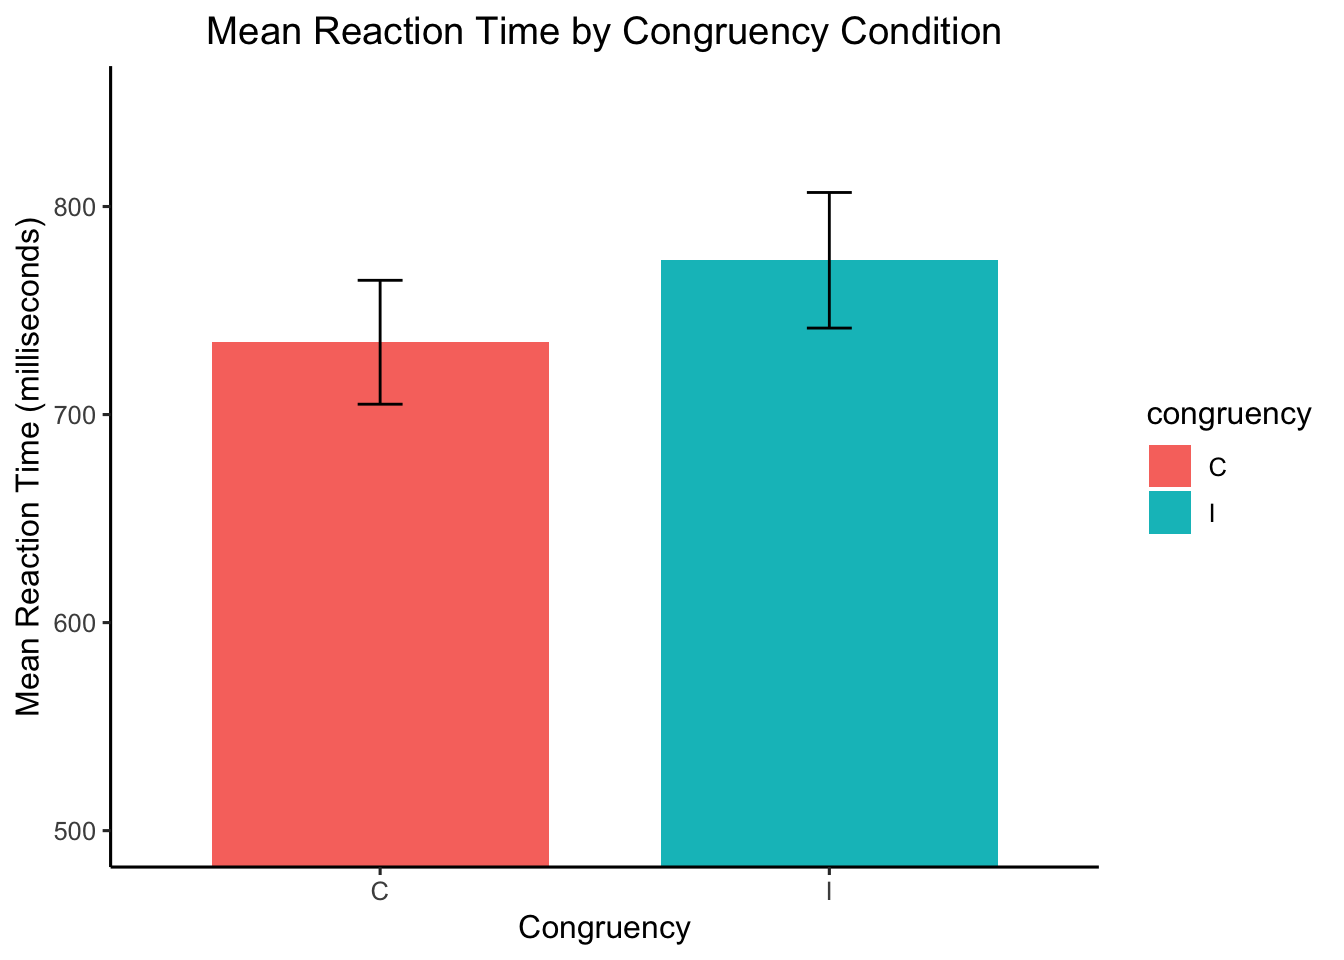 Mean Reaction Time by Congruency Condition
Mean Reaction Time (milliseconds)
800
700
600
500
C
I
Congruency
congruency
C
I